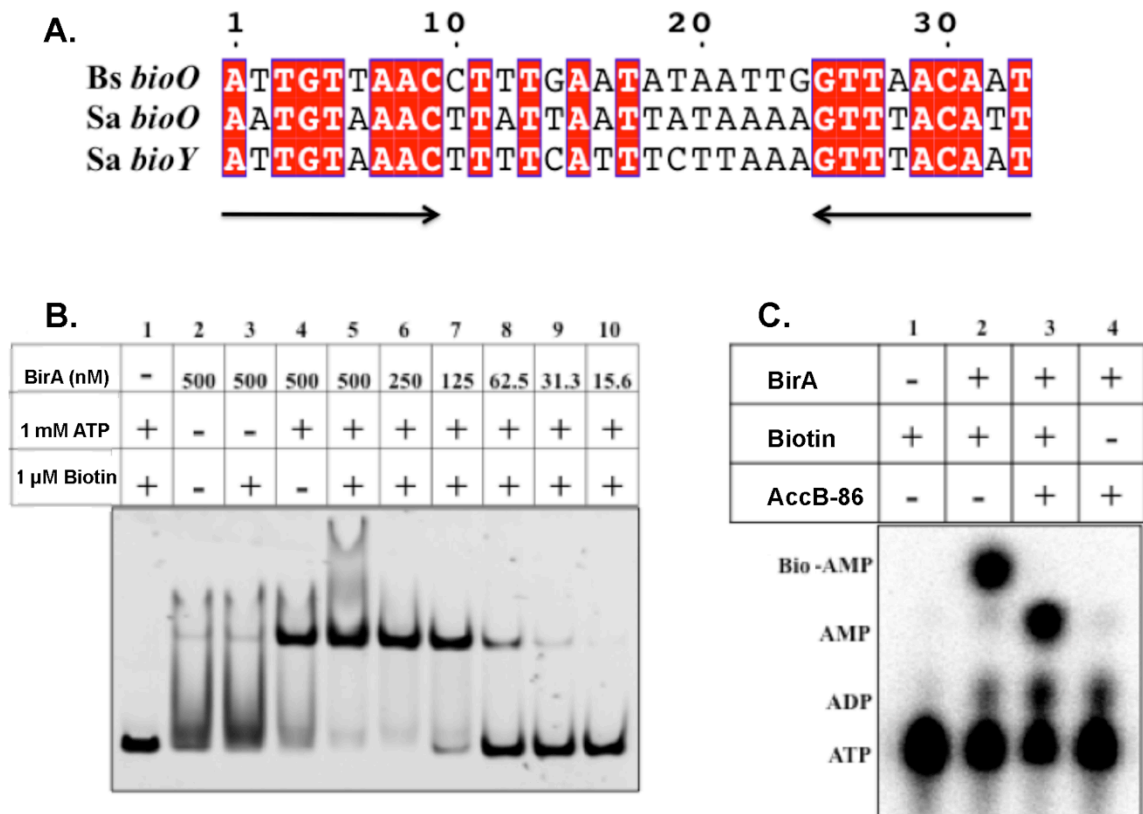 A.
1 10 20 30
Bs bioO ATTGTTAACCTTTGAATATAATTGGTTAACAAT
Sa bioO AATGTAAACTTATTAATTATAAAAGTTTACATT
Sa bioY ATTGTAAACTTTTCATTTCTTAAAGTTTACAAT
B.
1 2 3 4 5 6 7 8 9 10
BirA (nM) - 500 500 500 500 250 125 62.5 31.3 15.6
1 mM ATP + - - + + + + + + +
1 µM Biotin + - + - + + + + + +
C.
1 2 3 4
BirA - + + +
Biotin + + + -
AccB-86 - - + +
Bio -AMP
AMP
ADP
ATP